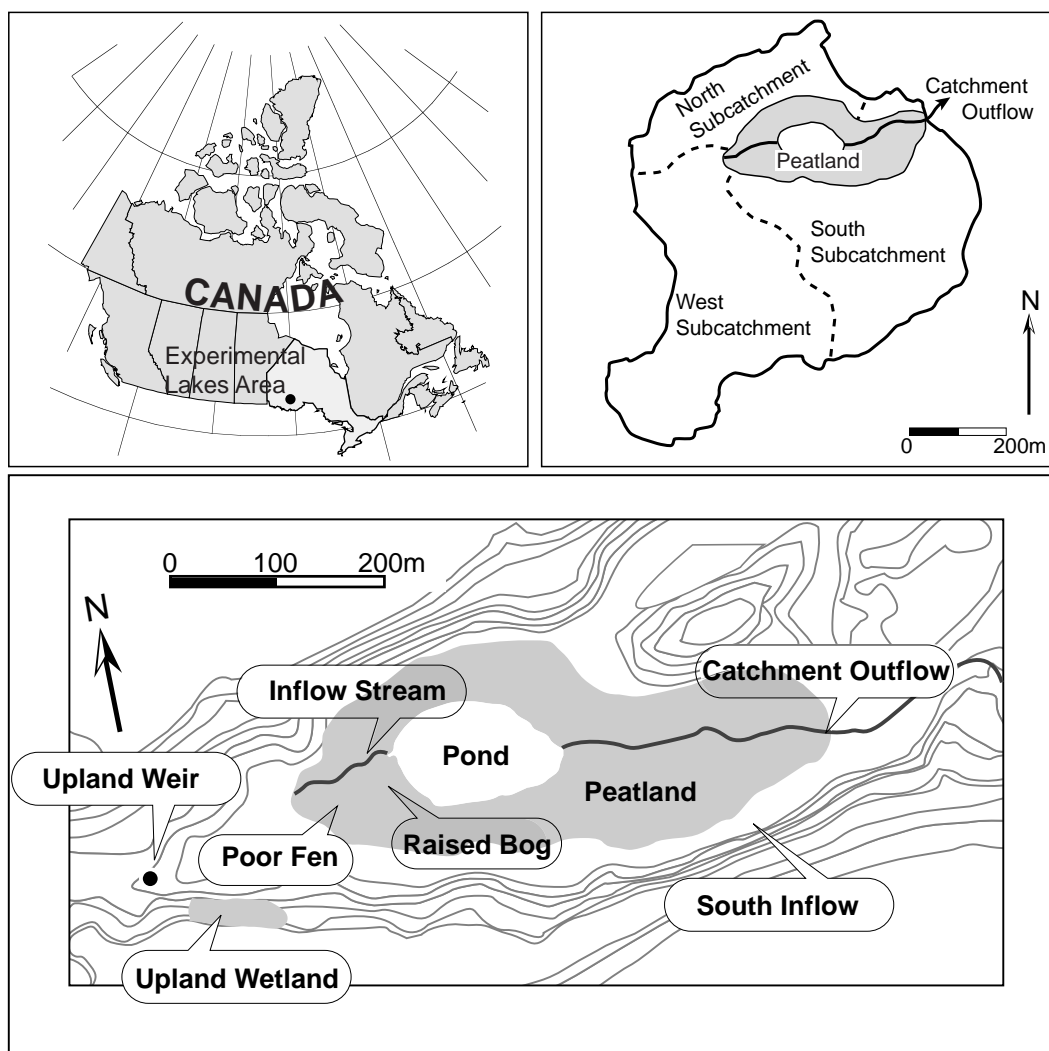 CANADA
Experimental
Lakes Area
North
Subcatchment
Catchment
Outflow
Peatland
South
Subcatchment
West
Subcatchment
N
0 200m
0 100 200m
N
Inflow Stream
Catchment Outflow
Pond
Upland Weir
Peatland
Poor Fen
Raised Bog
South Inflow
Upland Wetland